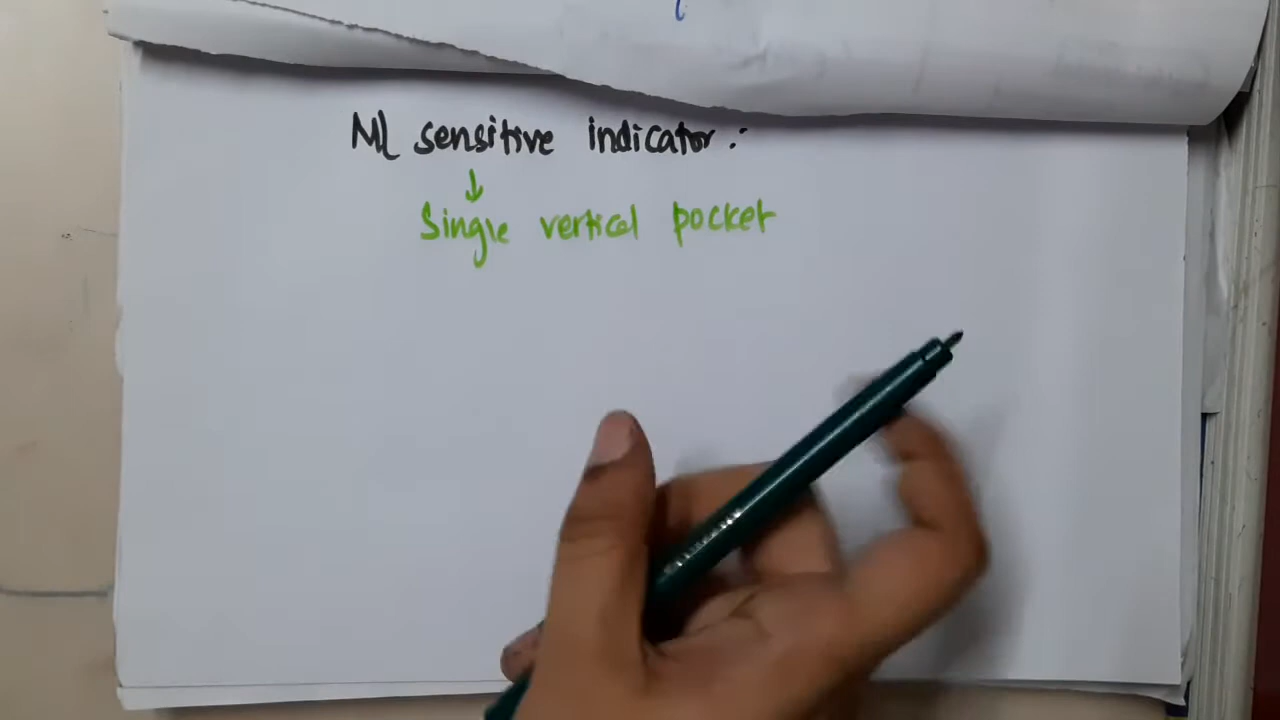 ML sensitive indicator :-
↓
Single vertical pocket